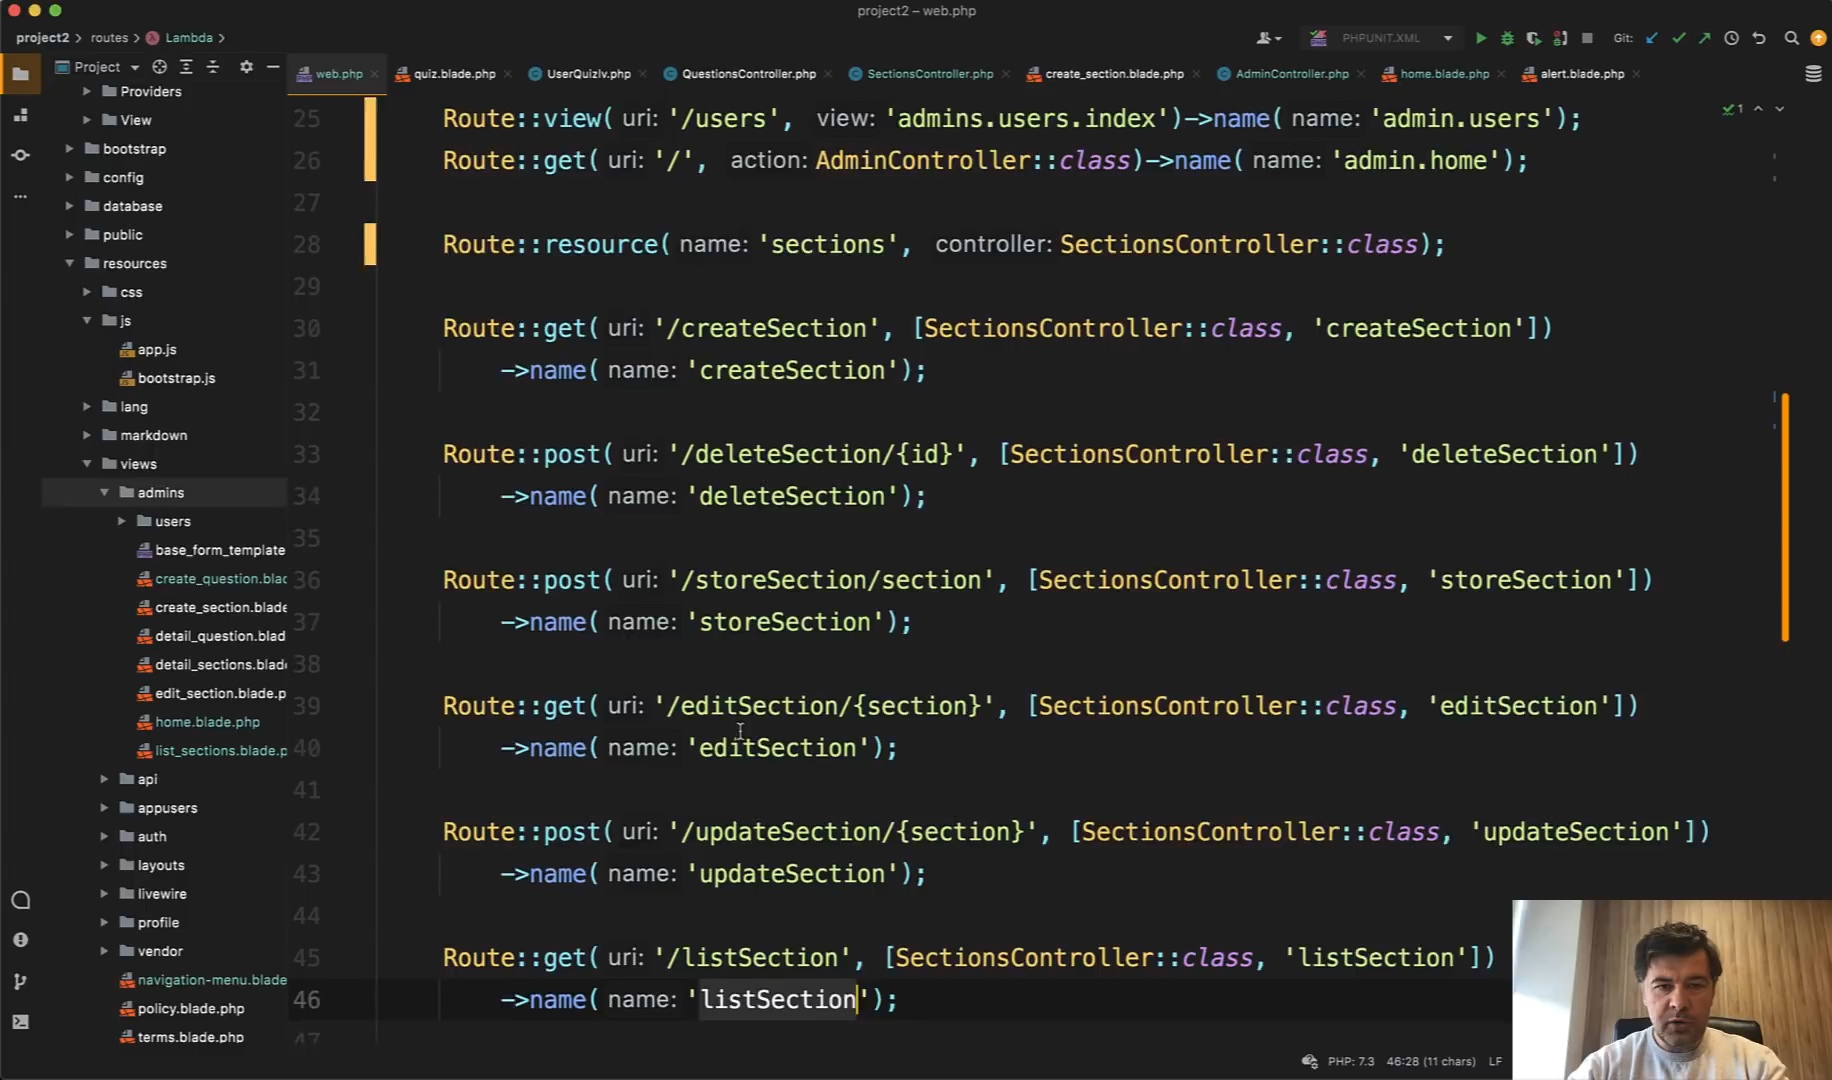 project2 – web.php
project2 > routes > Lambda >
PHPUNIT.XML
Git:
Project
web.php
quiz.blade.php
UserQuizlv.php
QuestionsController.php
SectionsController.php
create_section.blade.php
AdminController.php
home.blade.php
alert.blade.php
Providers
View
bootstrap
config
database
public
resources
css
js
app.js
bootstrap.js
lang
markdown
views
admins
users
base_form_template
create_question.blad
create_section.blade
detail_question.blad
detail_sections.blad
edit_section.blade.p
home.blade.php
list_sections.blade.p
api
appusers
auth
layouts
livewire
profile
vendor
navigation-menu.blade
policy.blade.php
terms.blade.php
25 Route::view( uri: '/users', view: 'admins.users.index')->name( name: 'admin.users');
26 Route::get( uri: '/', action: AdminController::class)->name( name: 'admin.home');
27
28 Route::resource( name: 'sections', controller: SectionsController::class);
29
30 Route::get( uri: '/createSection', [SectionsController::class, 'createSection'])
31 ->name( name: 'createSection');
32
33 Route::post( uri: '/deleteSection/{id}', [SectionsController::class, 'deleteSection'])
34 ->name( name: 'deleteSection');
35
36 Route::post( uri: '/storeSection/section', [SectionsController::class, 'storeSection'])
37 ->name( name: 'storeSection');
38
39 Route::get( uri: '/editSection/{section}', [SectionsController::class, 'editSection'])
40 ->name( name: 'editSection');
41
42 Route::post( uri: '/updateSection/{section}', [SectionsController::class, 'updateSection'])
43 ->name( name: 'updateSection');
44
45 Route::get( uri: '/listSection', [SectionsController::class, 'listSection'])
46 ->name( name: 'listSection');
47
1
PHP: 7.3 46:28 (11 chars) LF